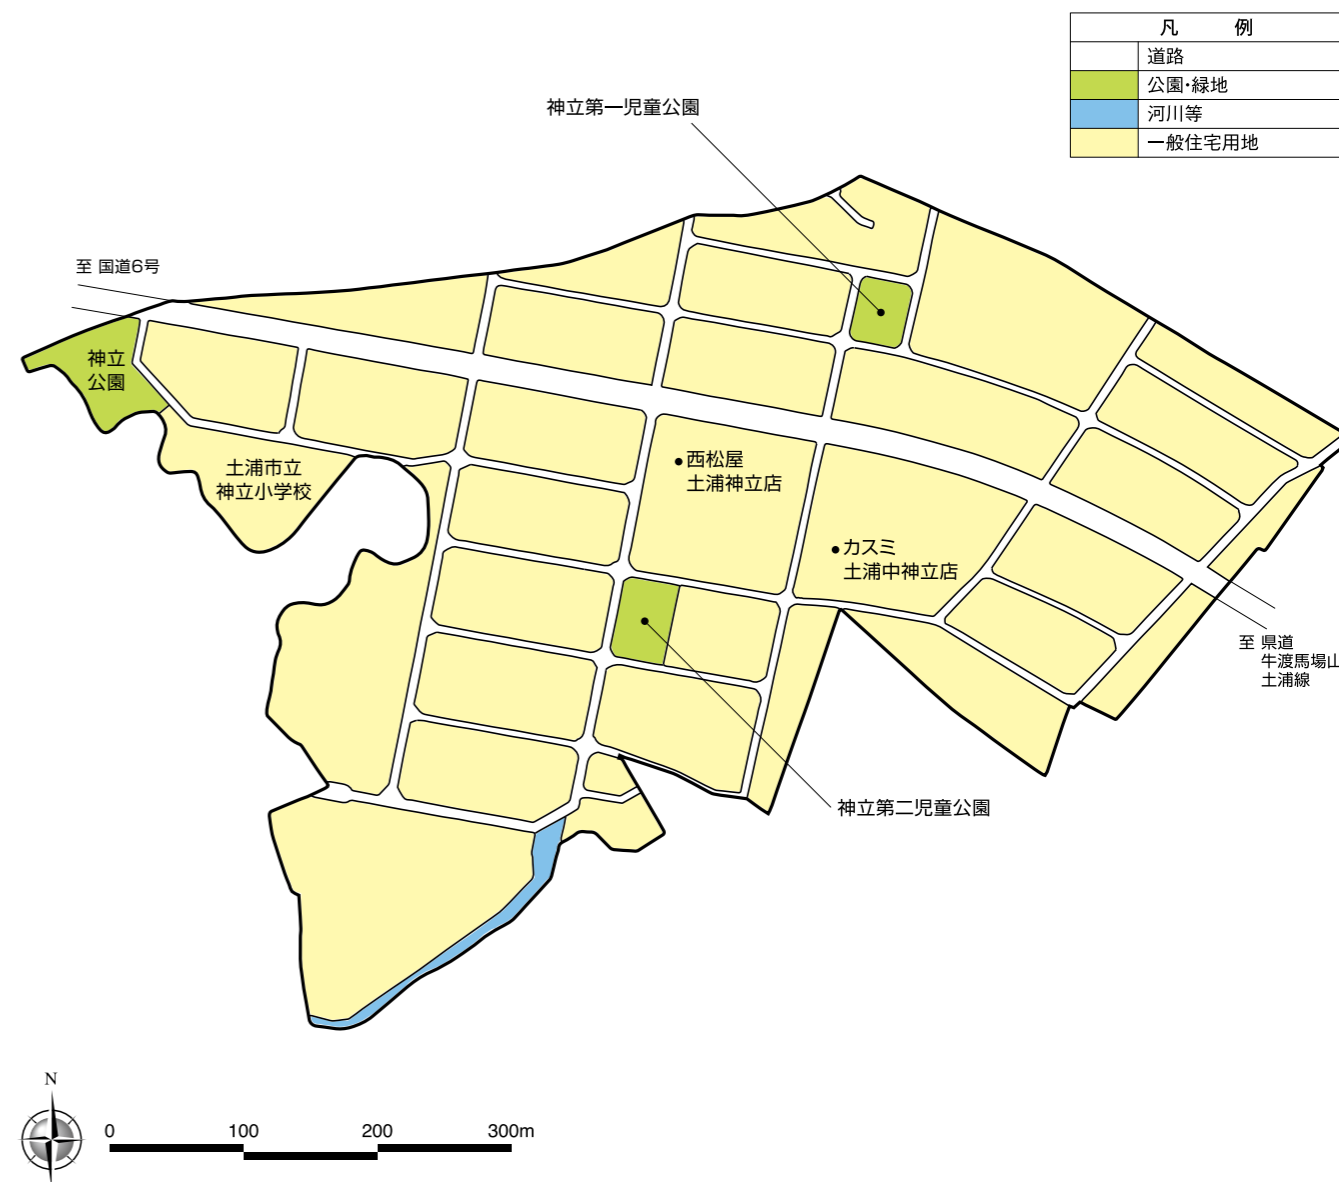 凡 例
道路
公園・緑地
河川等
一般住宅用地
神立第一児童公園
至 国道6号
神立
公園
土浦市立
神立小学校
西松屋
土浦神立店
カスミ
土浦中神立店
至 県道
牛渡馬場山
土浦線
神立第二児童公園
N
0 100 200 300m